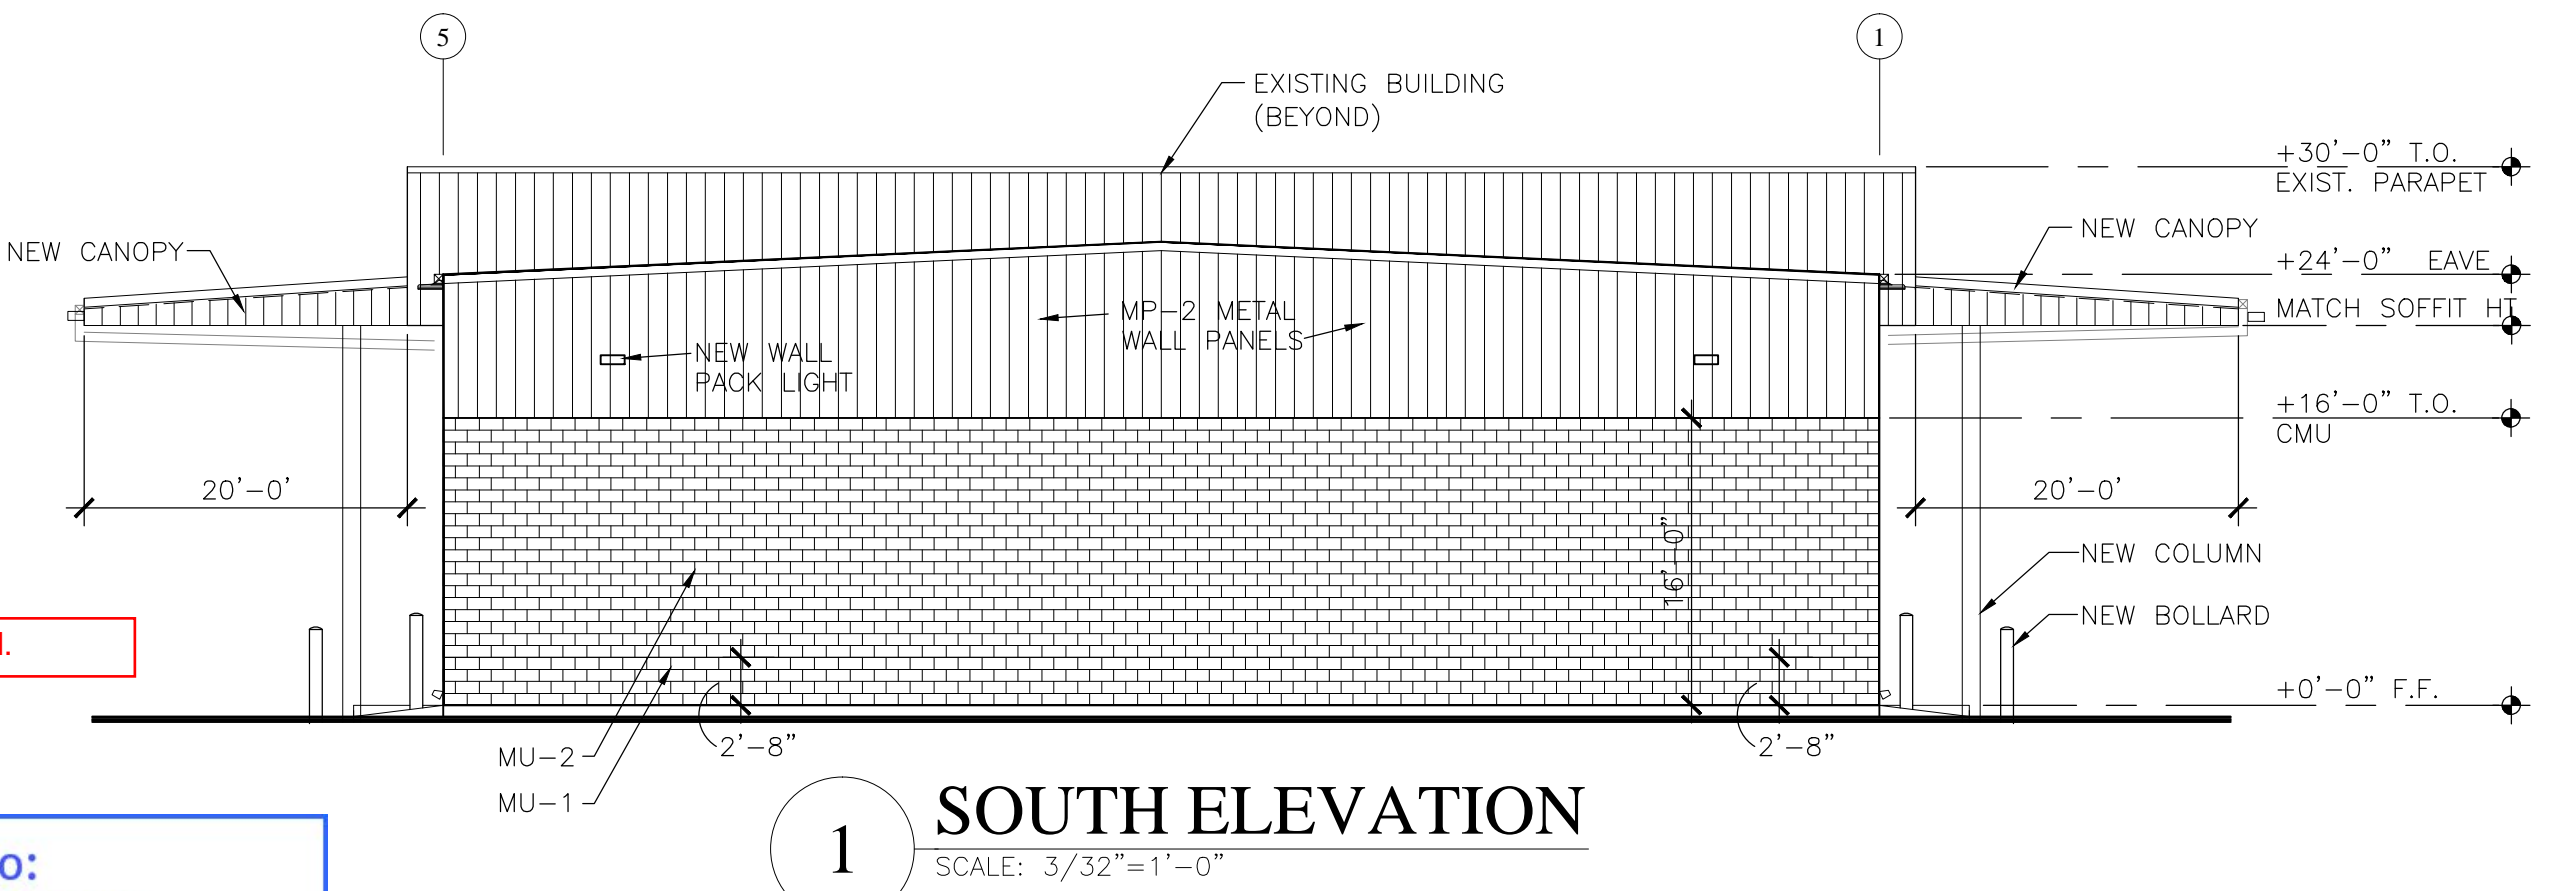 5
1
EXISTING BUILDING
(BEYOND)
+30'-0" T.O.
EXIST. PARAPET
NEW CANOPY
NEW CANOPY
+24'-0" EAVE
MATCH SOFFIT HT
MP-2 METAL
WALL PANELS
NEW WALL
PACK LIGHT
+16'-0" T.O.
CMU
20'-0'
20'-0'
16'-0"
NEW COLUMN
NEW BOLLARD
+0'-0" F.F.
MU-2
2'-8"
2'-8"
MU-1
1
SOUTH ELEVATION
SCALE: 3/32"=1'-0"
o: